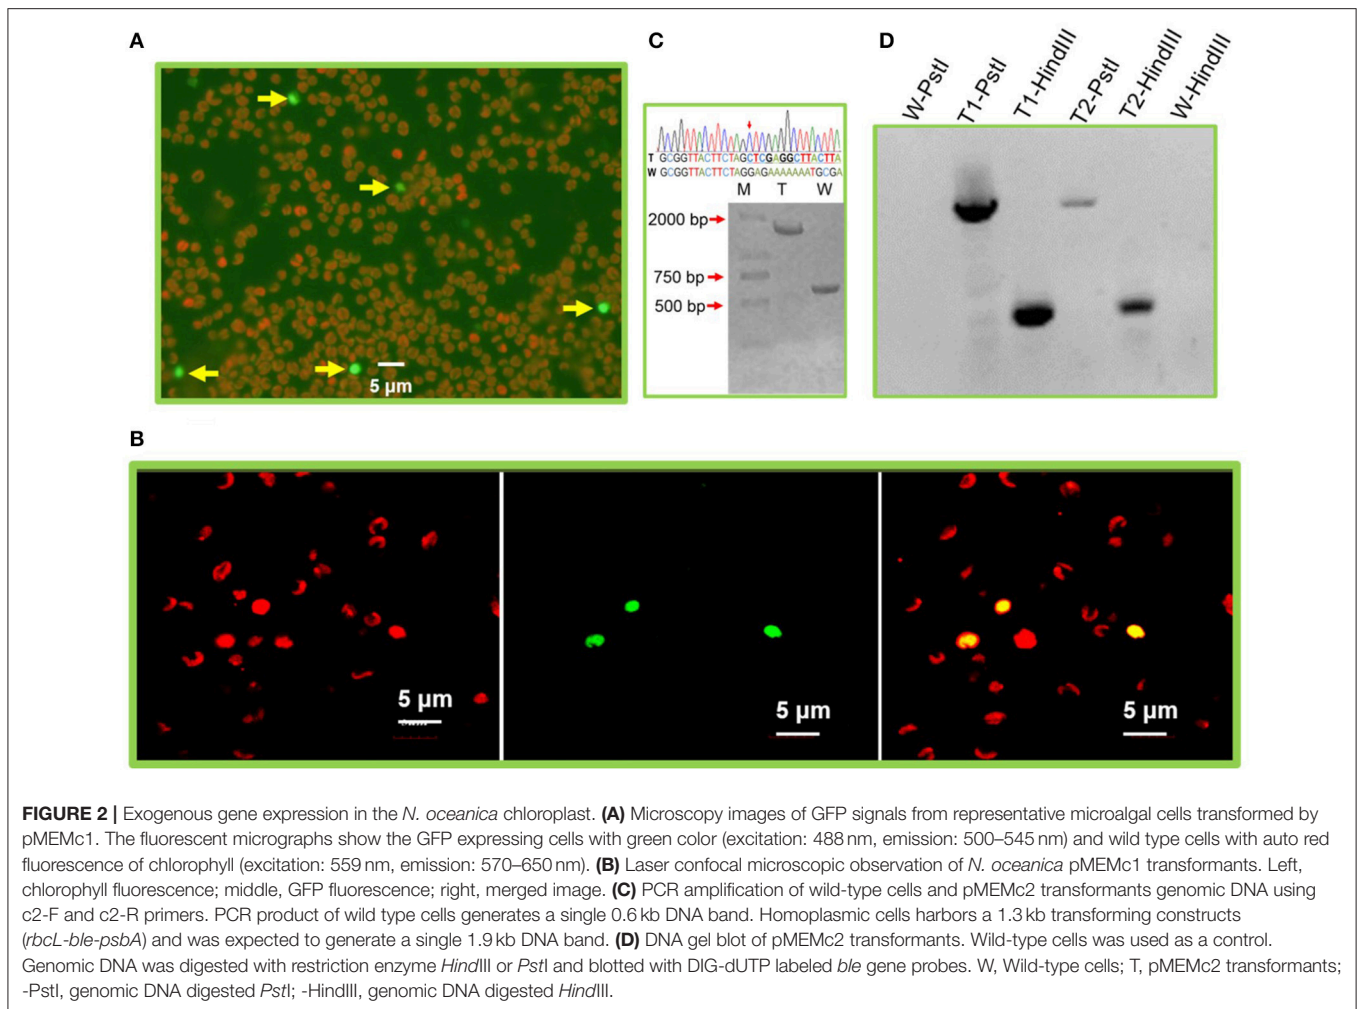 A
C
D
W-PstI
T1-PstI
T1-HindIII
T2-PstI
T2-HindIII
W-HindIII
T GCGGTTACTTCTAGCTCGAGGCTTACTTA
W GCGGTTACTTCTAGGAGAAAAAAATGCGA
M T W
2000 bp
750 bp
500 bp
5 µm
B
5 µm
5 µm
5 µm
FIGURE 2 | Exogenous gene expression in the N. oceanica chloroplast. (A) Microscopy images of GFP signals from representative microalgal cells transformed by
pMEMc1. The fluorescent micrographs show the GFP expressing cells with green color (excitation: 488 nm, emission: 500–545 nm) and wild type cells with auto red
fluorescence of chlorophyll (excitation: 559 nm, emission: 570–650 nm). (B) Laser confocal microscopic observation of N. oceanica pMEMc1 transformants. Left,
chlorophyll fluorescence; middle, GFP fluorescence; right, merged image. (C) PCR amplification of wild-type cells and pMEMc2 transformants genomic DNA using
c2-F and c2-R primers. PCR product of wild type cells generates a single 0.6 kb DNA band. Homoplasmic cells harbors a 1.3 kb transforming constructs
(rbcL-ble-psbA) and was expected to generate a single 1.9 kb DNA band. (D) DNA gel blot of pMEMc2 transformants. Wild-type cells was used as a control.
Genomic DNA was digested with restriction enzyme HindIII or PstI and blotted with DIG-dUTP labeled ble gene probes. W, Wild-type cells; T, pMEMc2 transformants;
-PstI, genomic DNA digested PstI; -HindIII, genomic DNA digested HindIII.